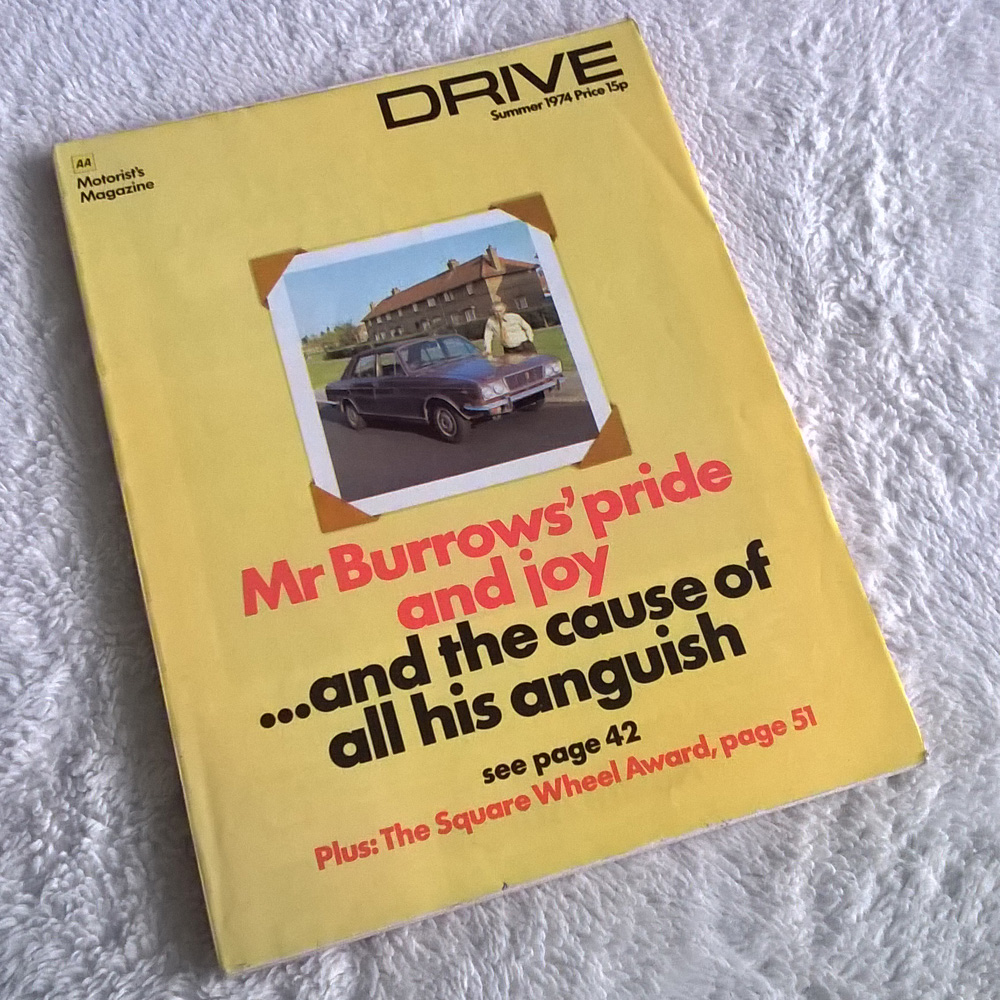 DRIVE
Summer 1974 Price 15p
AA
Motorist's
Magazine
Mr Burrows' pride
and joy
...and the cause of
all his anguish
see page 42
Plus: The Square Wheel Award, page 51